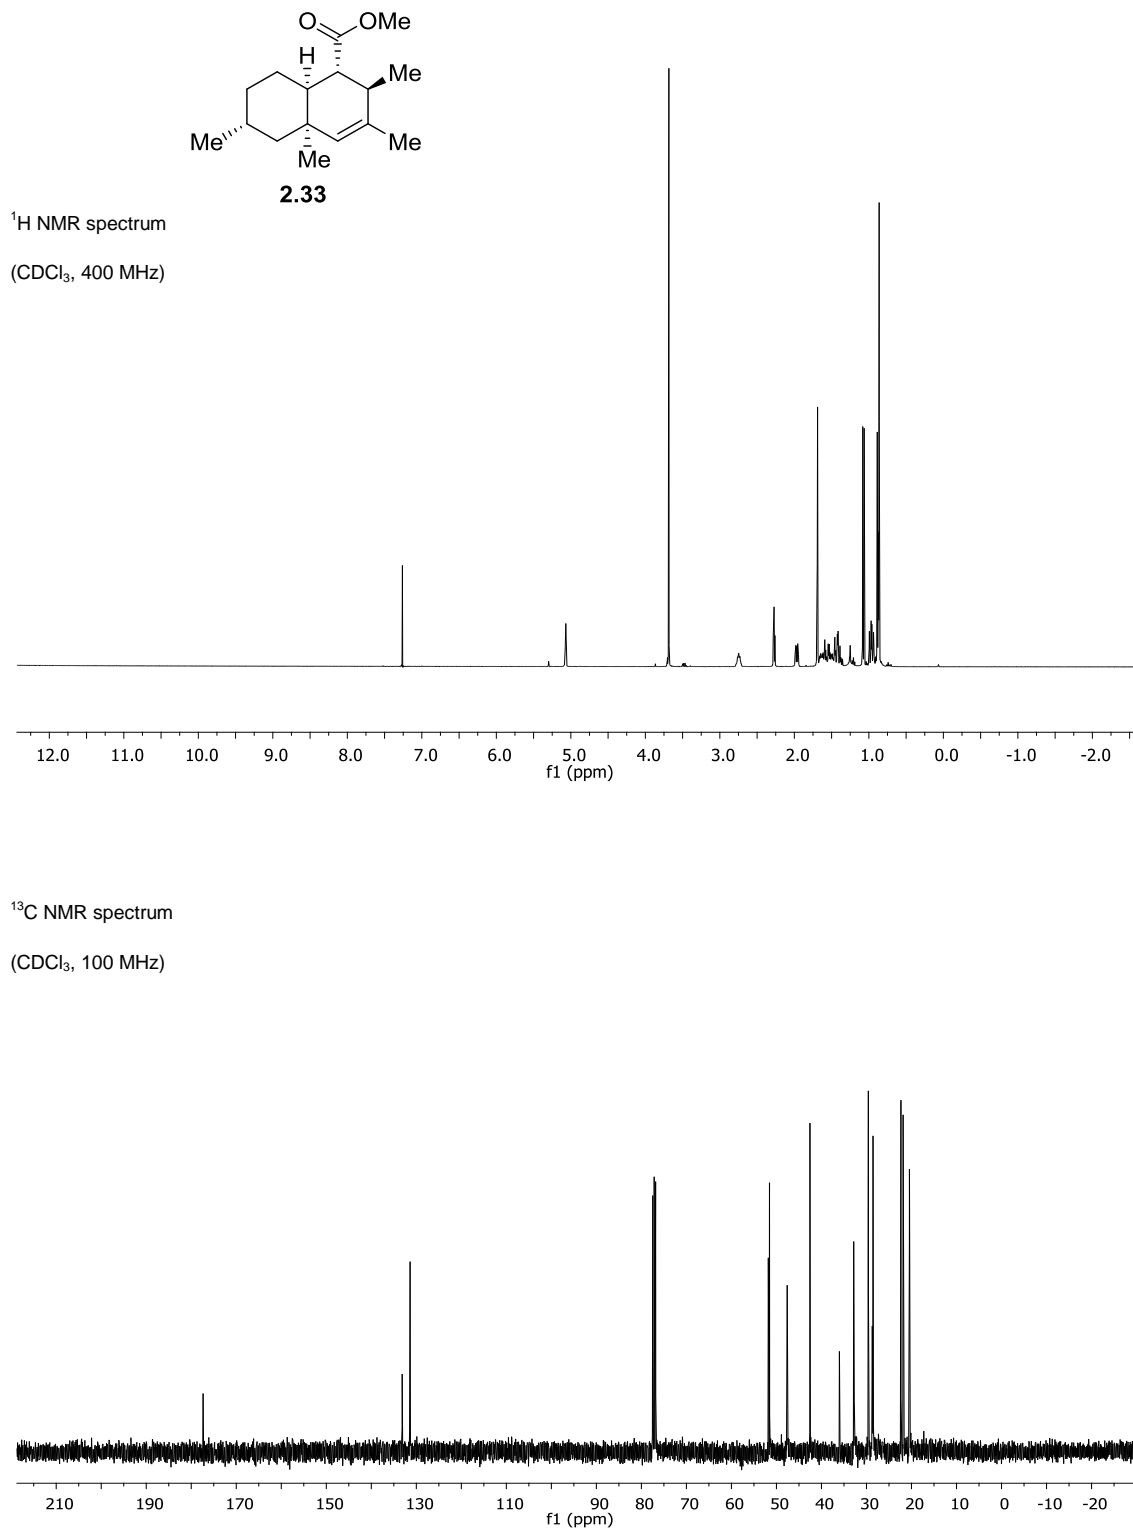 O OMe
H
Me
Me Me
Me
2.33
¹H NMR spectrum
(CDCl₃, 400 MHz)
12.0 11.0 10.0 9.0 8.0 7.0 6.0 5.0 4.0 3.0 2.0 1.0 0.0 -1.0 -2.0
f1 (ppm)
¹³C NMR spectrum
(CDCl₃, 100 MHz)
210 190 170 150 130 110 90 80 70 60 50 40 30 20 10 0 -10 -20
f1 (ppm)